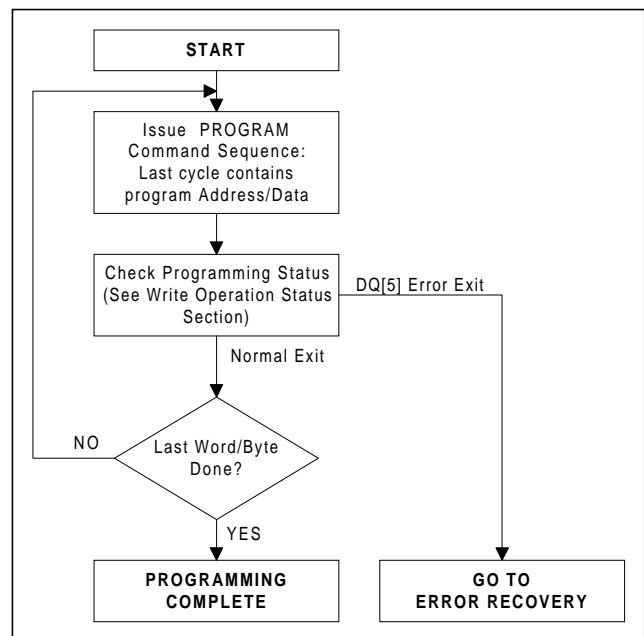 START
Issue PROGRAM
Command Sequence:
Last cycle contains
program Address/Data
Check Programming Status
(See Write Operation Status
Section)
DQ[5] Error Exit
Normal Exit
NO
Last Word/Byte
Done?
YES
PROGRAMMING
COMPLETE
GO TO
ERROR RECOVERY